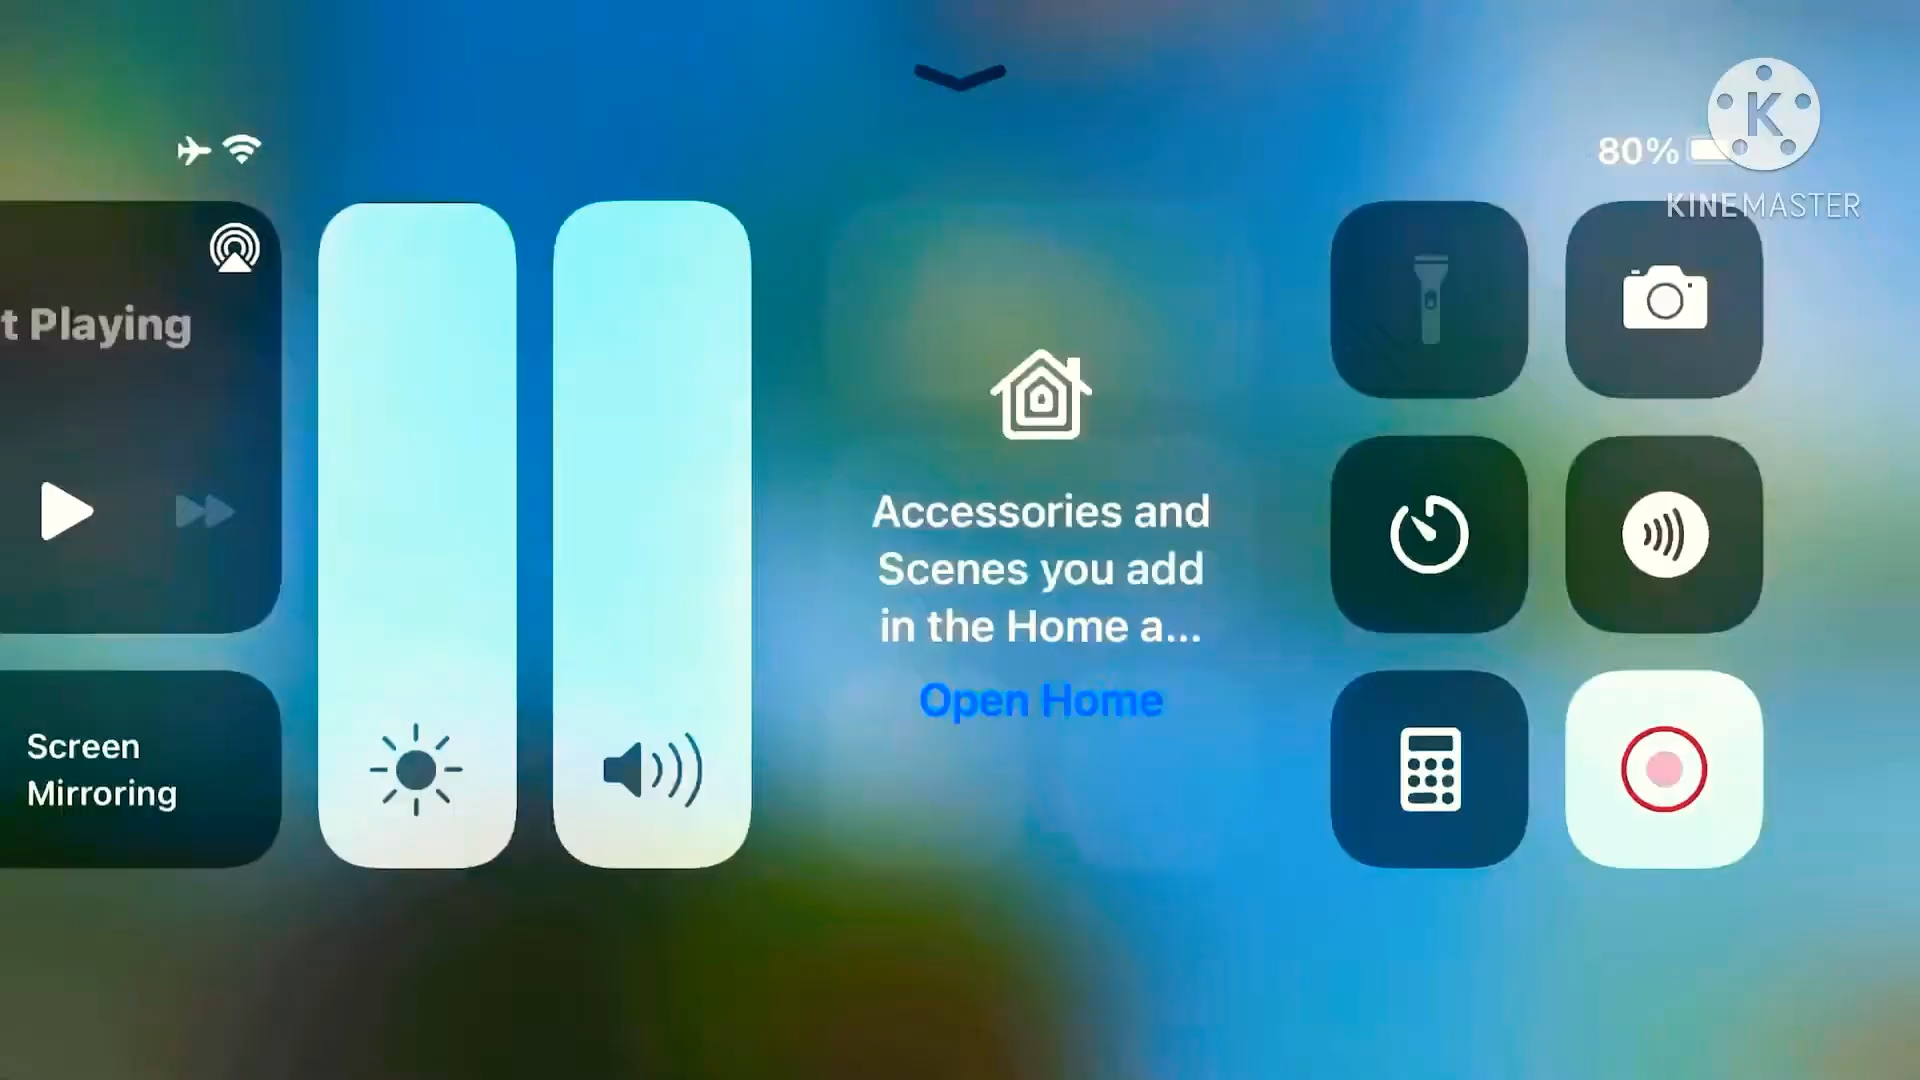 80%
K
KINEMASTER
t Playing
Accessories and
Scenes you add
in the Home a...
Open Home
Screen
Mirroring